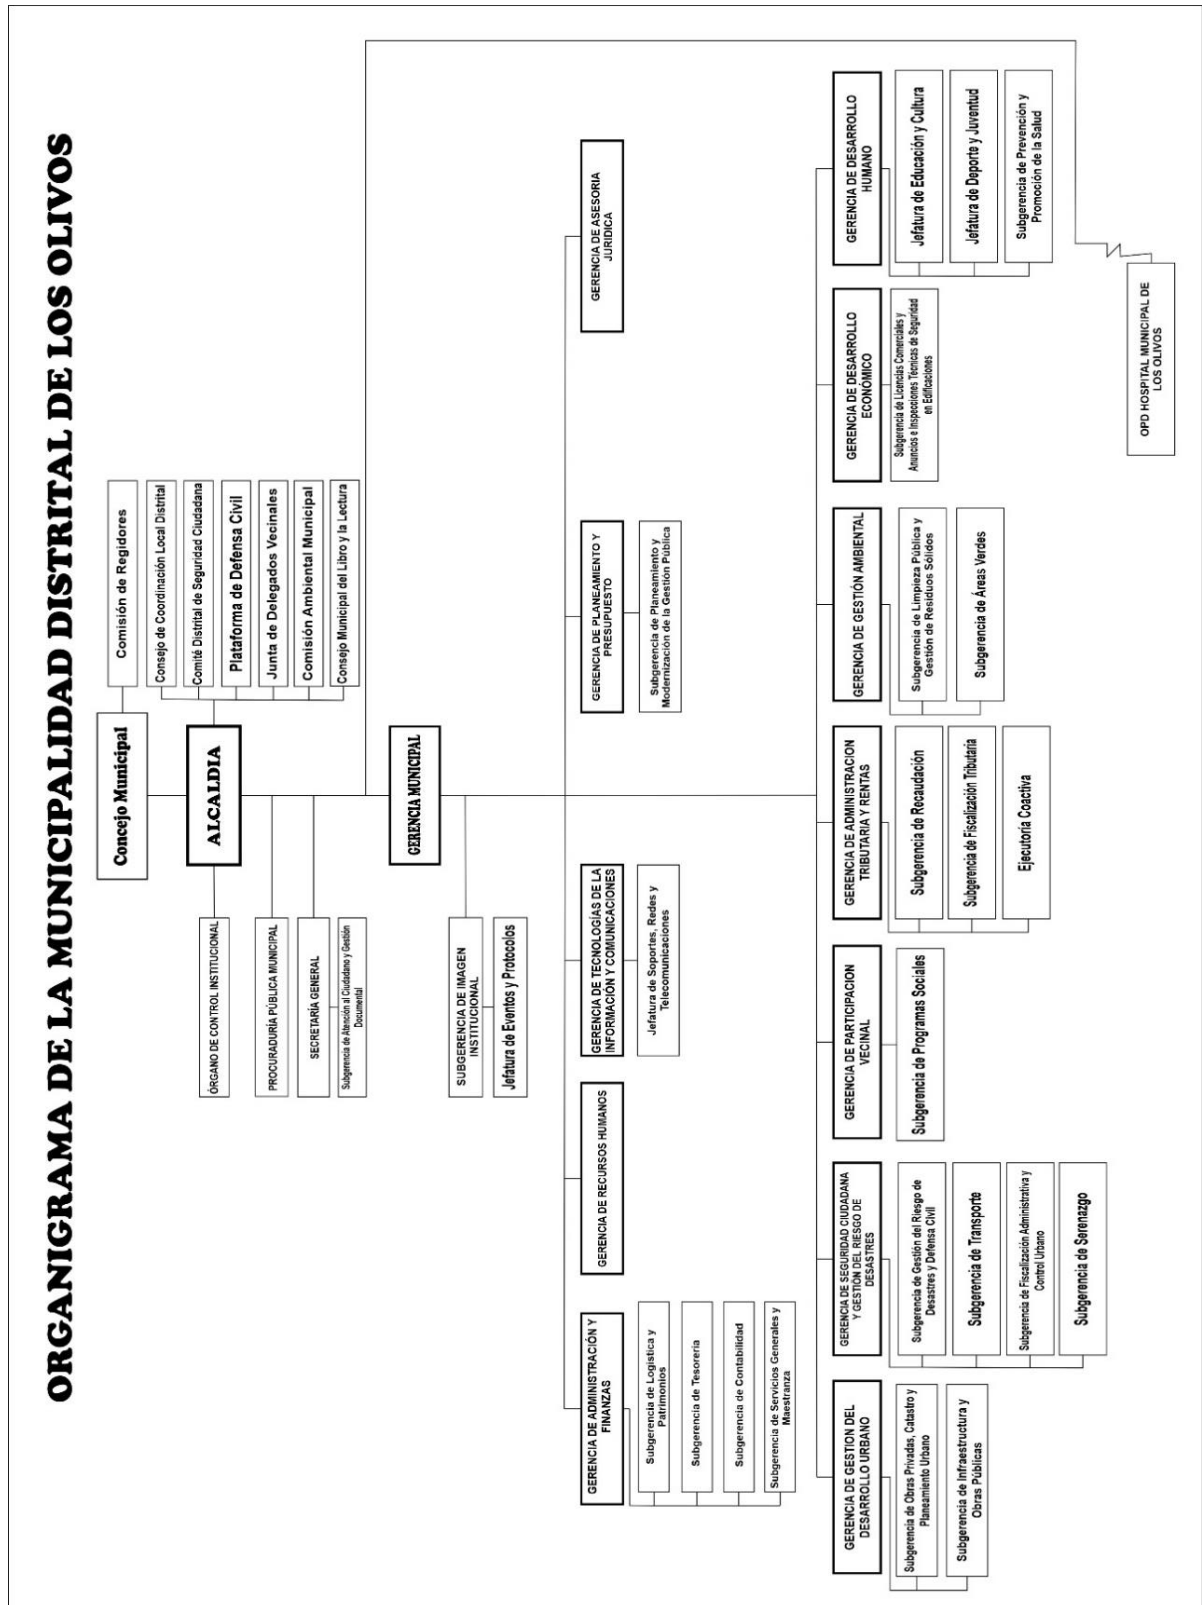 ORGANIGRAMA DE LA MUNICIPALIDAD DISTRITAL DE LOS OLIVOS
Concejo Municipal
Comisión de Regidores
ALCALDIA
Consejo de Coordinación Local Distrital
Comité Distrital de Seguridad Ciudadana
Plataforma de Defensa Civil
Junta de Delegados Vecinales
Comisión Ambiental Municipal
Consejo Municipal del Libro y la Lectura
ÓRGANO DE CONTROL INSTITUCIONAL
PROCURADURÍA PÚBLICA MUNICIPAL
SECRETARÍA GENERAL
Subgerencia de Atención al Ciudadano y Gestión
Documental
GERENCIA MUNICIPAL
SUBGERENCIA DE IMAGEN
INSTITUCIONAL
Jefatura de Eventos y Protocolos
GERENCIA DE ADMINISTRACIÓN Y
FINANZAS
Subgerencia de Logística y
Patrimonios
Subgerencia de Tesorería
Subgerencia de Contabilidad
Subgerencia de Servicios Generales y
Maestranza
GERENCIA DE RECURSOS HUMANOS
GERENCIA DE TECNOLOGÍAS DE LA
INFORMACIÓN Y COMUNICACIONES
Jefatura de Soportes, Redes y
Telecomunicaciones
GERENCIA DE PLANEAMIENTO Y
PRESUPUESTO
Subgerencia de Planeamiento y
Modernización de la Gestión Pública
GERENCIA DE ASESORIA
JURIDICA
GERENCIA DE GESTION DEL
DESARROLLO URBANO
Subgerencia de Obras Privadas, Catastro y
Planeamiento Urbano
Subgerencia de Infraestructura y
Obras Públicas
GERENCIA DE SEGURIDAD CIUDADANA
Y GESTIÓN DEL RIESGO DE
DESASTRES
Subgerencia de Gestión del Riesgo de
Desastres y Defensa Civil
Subgerencia de Transporte
Subgerencia de Fiscalización Administrativa y
Control Urbano
Subgerencia de Serenazgo
GERENCIA DE PARTICIPACION
VECINAL
Subgerencia de Programas Sociales
GERENCIA DE ADMINISTRACION
TRIBUTARIA Y RENTAS
Subgerencia de Recaudación
Subgerencia de Fiscalización Tributaria
Ejecutoría Coactiva
GERENCIA DE GESTIÓN AMBIENTAL
Subgerencia de Limpieza Pública y
Gestión de Residuos Sólidos
Subgerencia de Áreas Verdes
GERENCIA DE DESARROLLO
ECONÓMICO
Subgerencia de Licencias Comerciales y
Anuncios e Inspecciones Técnicas de Seguridad
en Edificaciones
GERENCIA DE DESARROLLO
HUMANO
Jefatura de Educación y Cultura
Jefatura de Deporte y Juventud
Subgerencia de Prevención y
Promoción de la Salud
OPD HOSPITAL MUNICIPAL DE
LOS OLIVOS